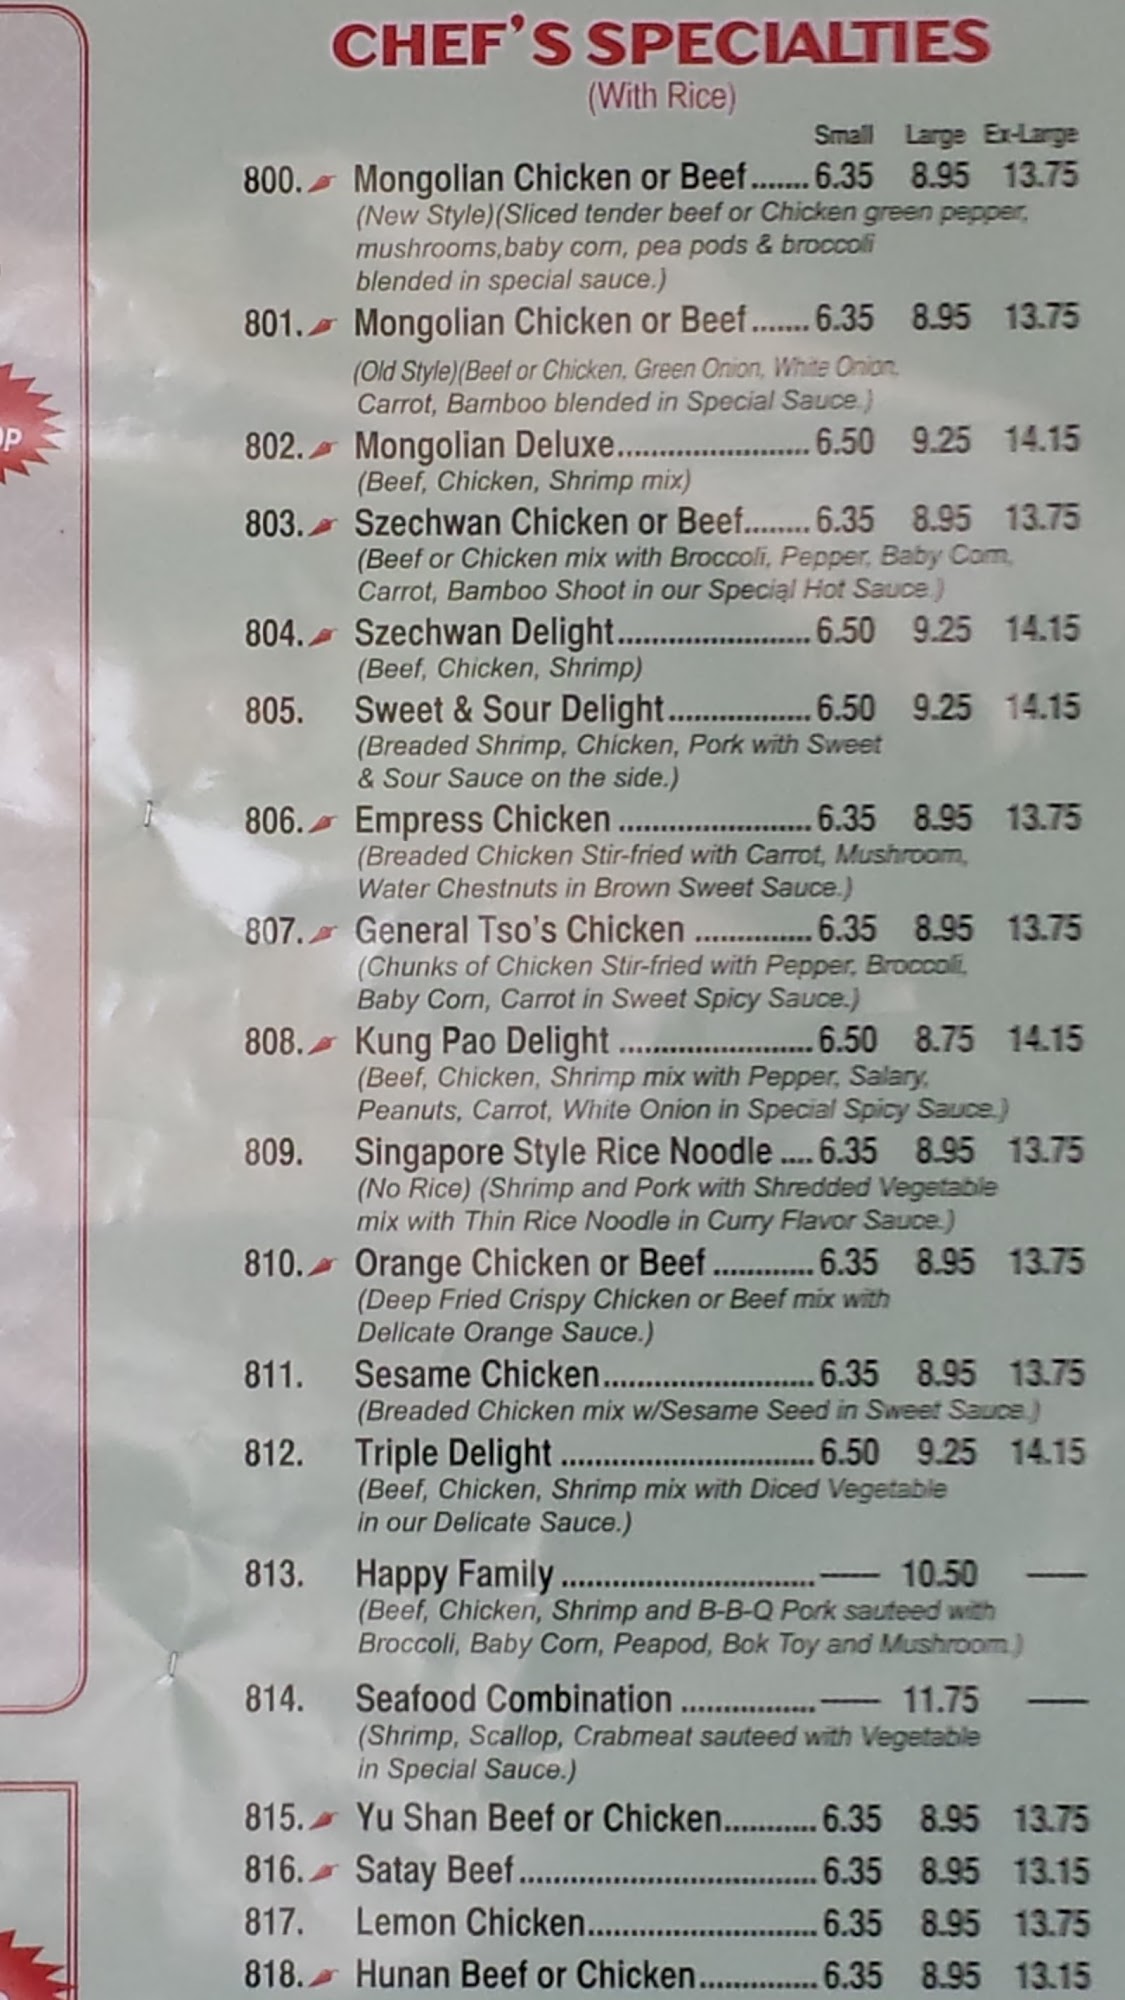 CHEF'S SPECIALTIES
(With Rice)
Small Large Ex-Large
800. Mongolian Chicken or Beef.......6.35 8.95 13.75
(New Style)(Sliced tender beef or Chicken green pepper,
mushrooms,baby corn, pea pods & broccoli
blended in special sauce.)
801. Mongolian Chicken or Beef.......6.35 8.95 13.75
(Old Style)(Beef or Chicken, Green Onion, White Onion,
Carrot, Bamboo blended in Special Sauce.)
802. Mongolian Deluxe........................6.50 9.25 14.15
(Beef, Chicken, Shrimp mix)
803. Szechwan Chicken or Beef........6.35 8.95 13.75
(Beef or Chicken mix with Broccoli, Pepper, Baby Corn,
Carrot, Bamboo Shoot in our Special Hot Sauce.)
804. Szechwan Delight........................6.50 9.25 14.15
(Beef, Chicken, Shrimp)
805. Sweet & Sour Delight..................6.50 9.25 14.15
(Breaded Shrimp, Chicken, Pork with Sweet
& Sour Sauce on the side.)
806. Empress Chicken ........................6.35 8.95 13.75
(Breaded Chicken Stir-fried with Carrot, Mushroom,
Water Chestnuts in Brown Sweet Sauce.)
807. General Tso's Chicken ...............6.35 8.95 13.75
(Chunks of Chicken Stir-fried with Pepper, Broccoli,
Baby Corn, Carrot in Sweet Spicy Sauce.)
808. Kung Pao Delight ........................6.50 8.75 14.15
(Beef, Chicken, Shrimp mix with Pepper, Salary,
Peanuts, Carrot, White Onion in Special Spicy Sauce.)
809. Singapore Style Rice Noodle ....6.35 8.95 13.75
(No Rice) (Shrimp and Pork with Shredded Vegetable
mix with Thin Rice Noodle in Curry Flavor Sauce.)
810. Orange Chicken or Beef ............6.35 8.95 13.75
(Deep Fried Crispy Chicken or Beef mix with
Delicate Orange Sauce.)
811. Sesame Chicken..........................6.35 8.95 13.75
(Breaded Chicken mix w/Sesame Seed in Sweet Sauce.)
812. Triple Delight ................................6.50 9.25 14.15
(Beef, Chicken, Shrimp mix with Diced Vegetable
in our Delicate Sauce.)
813. Happy Family ................................—— 10.50 ——
(Beef, Chicken, Shrimp and B-B-Q Pork sauteed with
Broccoli, Baby Corn, Peapod, Bok Toy and Mushroom.)
814. Seafood Combination .................—— 11.75 ——
(Shrimp, Scallop, Crabmeat sauteed with Vegetable
in Special Sauce.)
815. Yu Shan Beef or Chicken............6.35 8.95 13.75
816. Satay Beef......................................6.35 8.95 13.15
817. Lemon Chicken.............................6.35 8.95 13.75
818. Hunan Beef or Chicken...............6.35 8.95 13.15